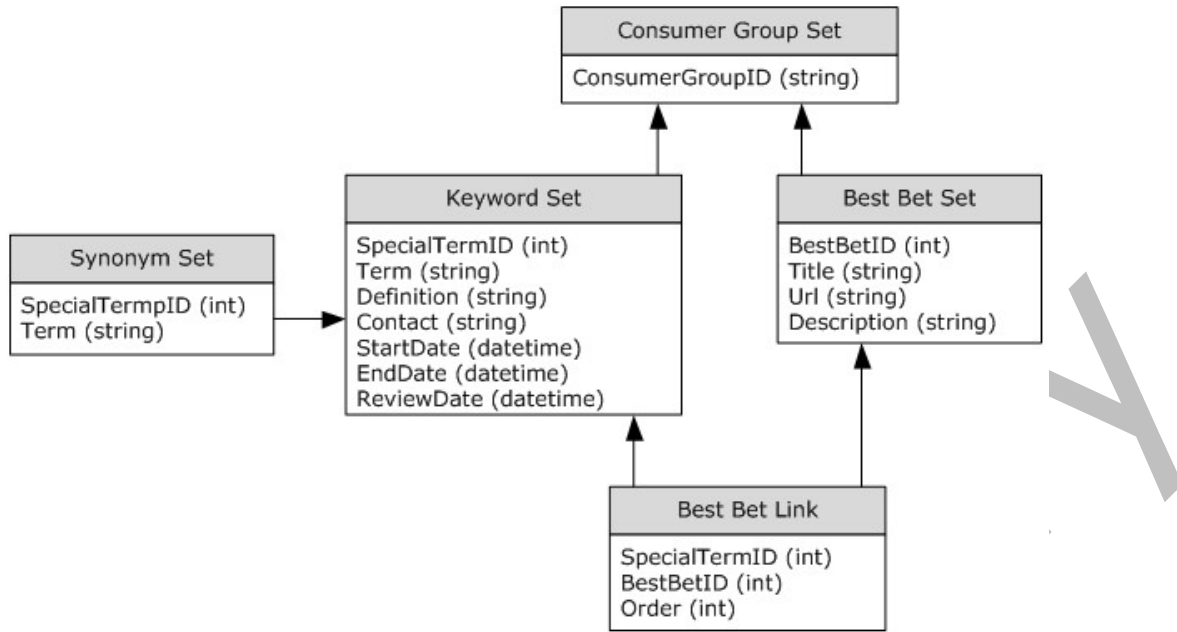 Consumer Group Set
ConsumerGroupID (string)
Keyword Set
SpecialTermID (int)
Term (string)
Definition (string)
Contact (string)
StartDate (datetime)
EndDate (datetime)
ReviewDate (datetime)
Best Bet Set
BestBetID (int)
Title (string)
Url (string)
Description (string)
Synonym Set
SpecialTermpID (int)
Term (string)
Best Bet Link
SpecialTermID (int)
BestBetID (int)
Order (int)
y